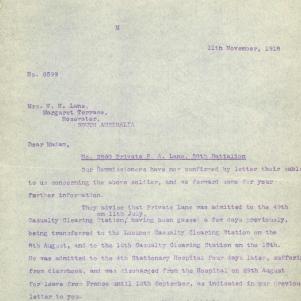 M
11th November, 1918
No. 6899
Mrs. W. H. Lane,
Margaret Terrace,
Rosewater,
SOUTH AUSTRALIA
Dear Madam,
No. 2860 Private F. A. Lane, 50th Battalion
Our Commissioners have now confirmed by letter their cable
to us concerning the above soldier, and we forward same for your
further information.
They advise that Private Lane was admitted to the 49th
on 11th July,
Casualty Clearing Station, having been gassed a few days previously,
being transferred to the Casualty Clearing Station on the
8th August, and to the 10th Casualty Clearing Station on the 18th.
He was admitted to the 4th Stationary Hospital four days later, suffering
from diarrhoea, and was discharged from the Hospital on 29th August
for leave from France until 13th September, as indicated in our previous
letter to you.